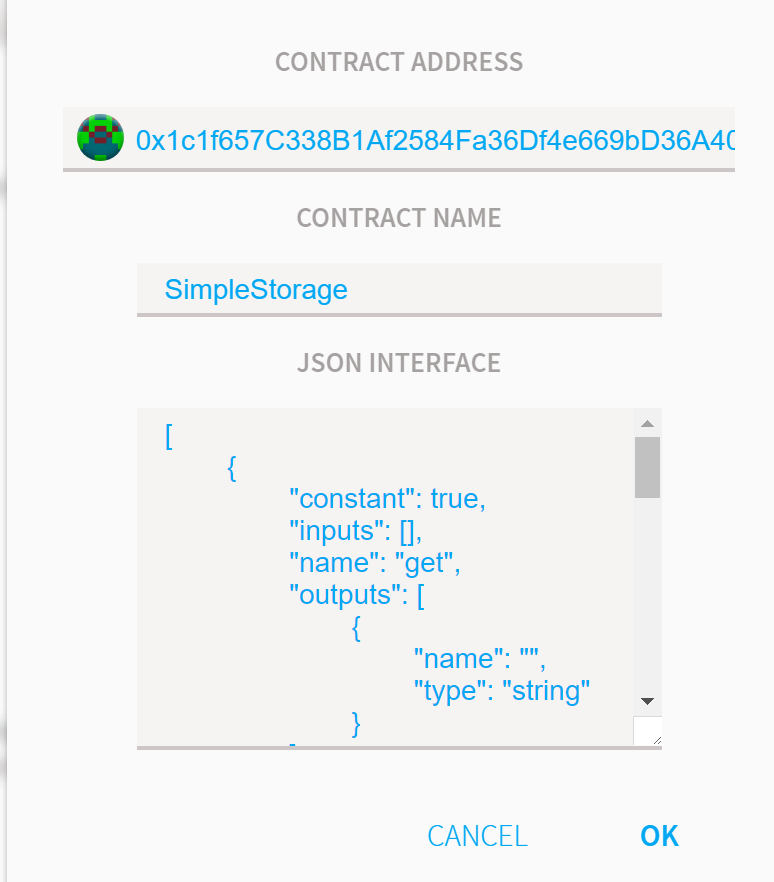 CONTRACT ADDRESS
0x1c1f657C338B1Af2584Fa36Df4e669bD36A40
CONTRACT NAME
SimpleStorage
JSON INTERFACE
[
{
"constant": true,
"inputs": [],
"name": "get",
"outputs": [
{
"name": "",
"type": "string"
}
CANCEL OK